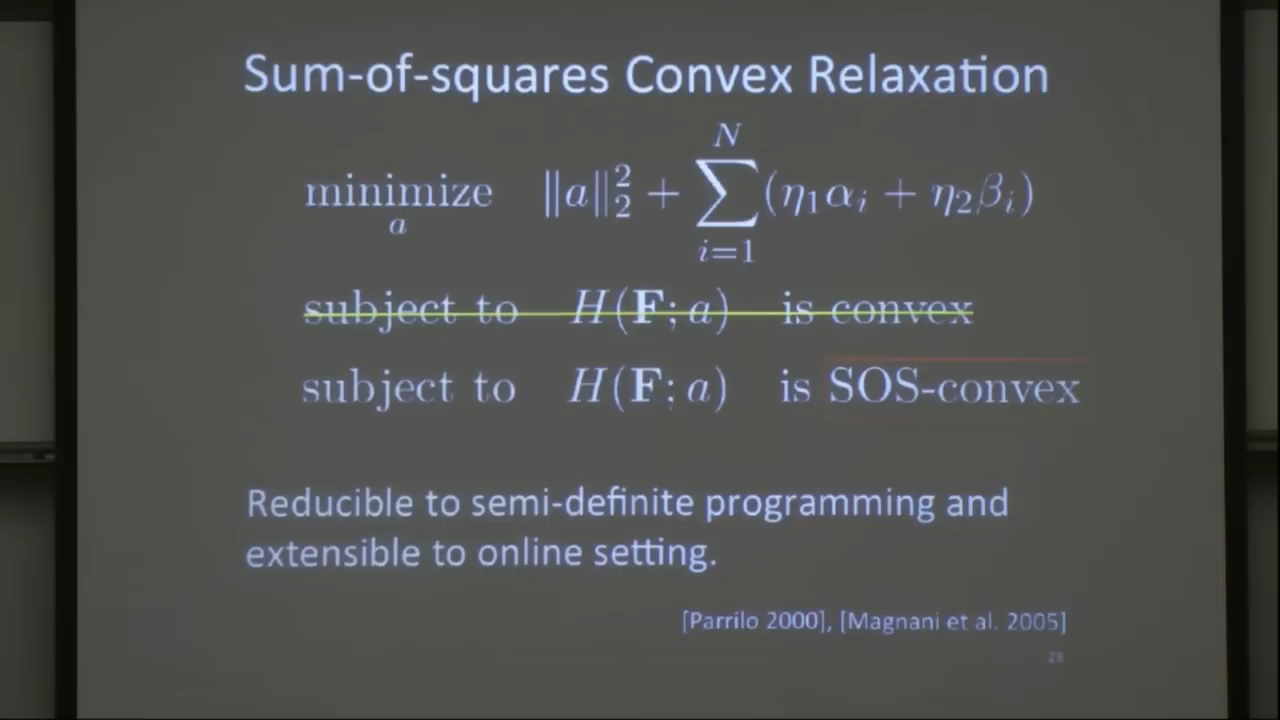 Sum-of-squares Convex Relaxation
minimize_a ‖a‖₂² + ∑_{i=1}^{N} (η₁αᵢ + η₂βᵢ)
subject to H(F; a) is convex
subject to H(F; a) is SOS-convex
Reducible to semi-definite programming and
extensible to online setting.
[Parrilo 2000], [Magnani et al. 2005]